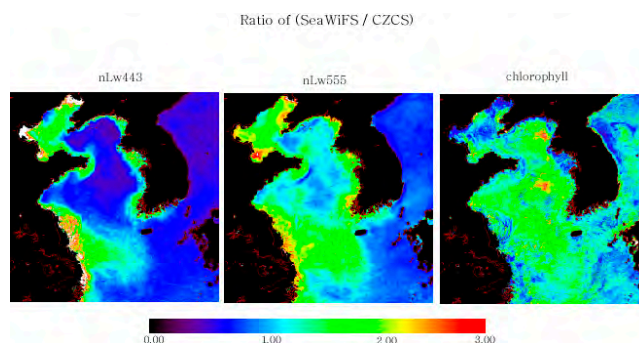 Ratio of (SeaWiFS / CZCS)
nLw443 nLw555 chlorophyll
0.00 1.00 2.00 3.00